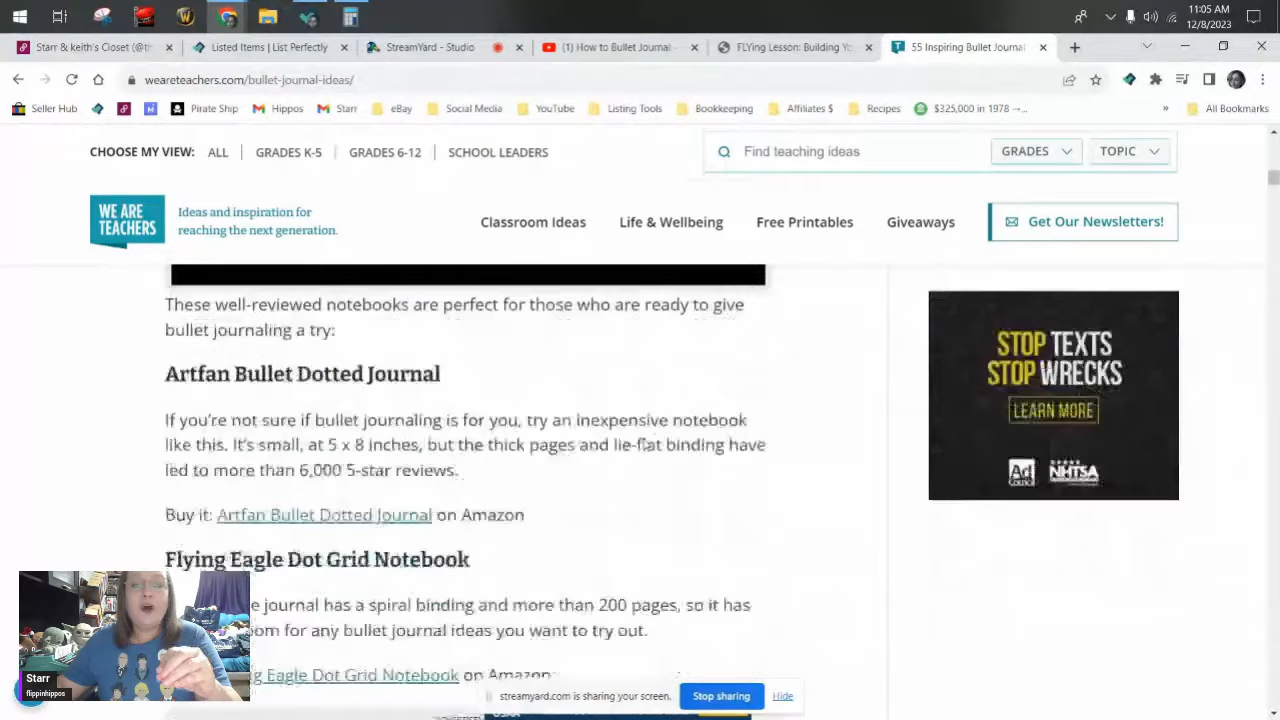 11:05 AM
12/8/2023
Starr & keith's Closet (@th
Listed Items | List Perfectly
StreamYard - Studio
(1) How to Bullet Journal -
FLYing Lesson: Building Yo
55 Inspiring Bullet Journal
weareteachers.com/bullet-journal-ideas/
Seller Hub
Pirate Ship
Hippos
Starr
eBay
Social Media
YouTube
Listing Tools
Bookkeeping
Affiliates $
Recipes
$325,000 in 1978 →...
»
All Bookmarks
CHOOSE MY VIEW: ALL | GRADES K-5 | GRADES 6-12 | SCHOOL LEADERS
Find teaching ideas
GRADES
TOPIC
WE ARE
TEACHERS
Ideas and inspiration for
reaching the next generation.
Classroom Ideas
Life & Wellbeing
Free Printables
Giveaways
Get Our Newsletters!
These well-reviewed notebooks are perfect for those who are ready to give
bullet journaling a try:
Artfan Bullet Dotted Journal
If you're not sure if bullet journaling is for you, try an inexpensive notebook
like this. It's small, at 5 x 8 inches, but the thick pages and lie-flat binding have
led to more than 6,000 5-star reviews.
Buy it: Artfan Bullet Dotted Journal on Amazon
Flying Eagle Dot Grid Notebook
journal has a spiral binding and more than 200 pages, so it has
for any bullet journal ideas you want to try out.
Eagle Dot Grid Notebook on Amazon
STOP TEXTS
STOP WRECKS
LEARN MORE
Ad
Council
NHTSA
Starr
flippinhippos
streamyard.com is sharing your screen.
Stop sharing
Hide